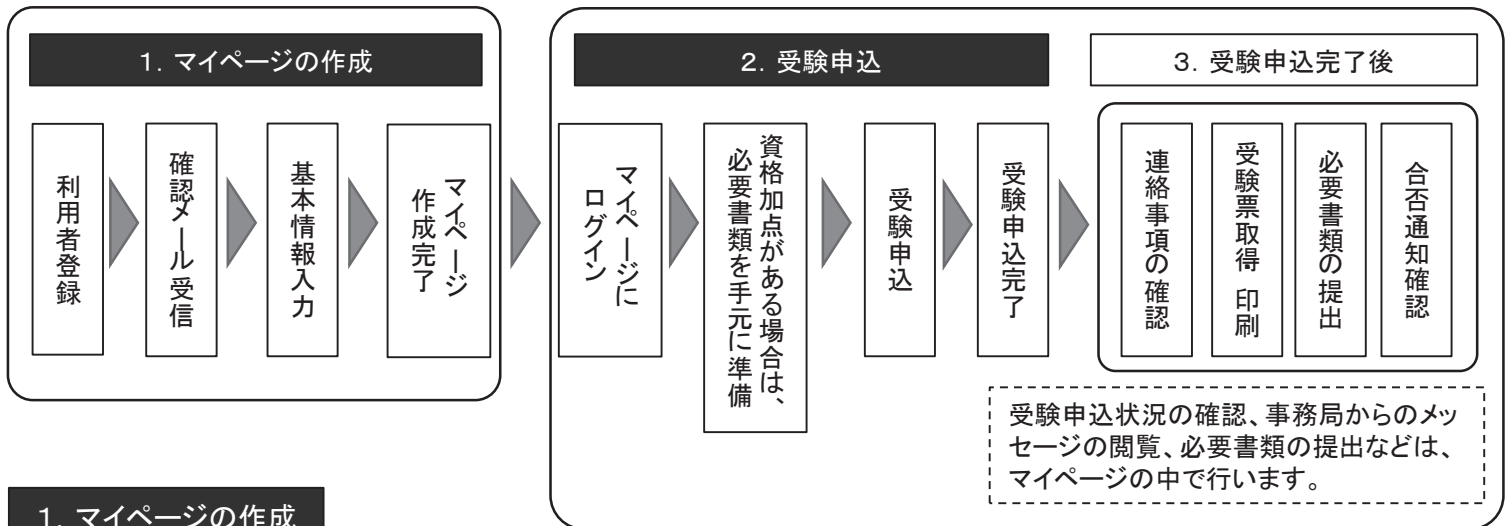 1．マイページの作成
利用者登録
確認メール受信
基本情報入力
マイページ
作成完了
2．受験申込
マイページに
ログイン
資格加点がある場合は、
必要書類を手元に準備
受験申込
受験申込完了
3．受験申込完了後
連絡事項の確認
受験票取得 印刷
必要書類の提出
合否通知確認
受験申込状況の確認、事務局からのメッ
セージの閲覧、必要書類の提出などは、
マイページの中で行います。
1．マイページの作成